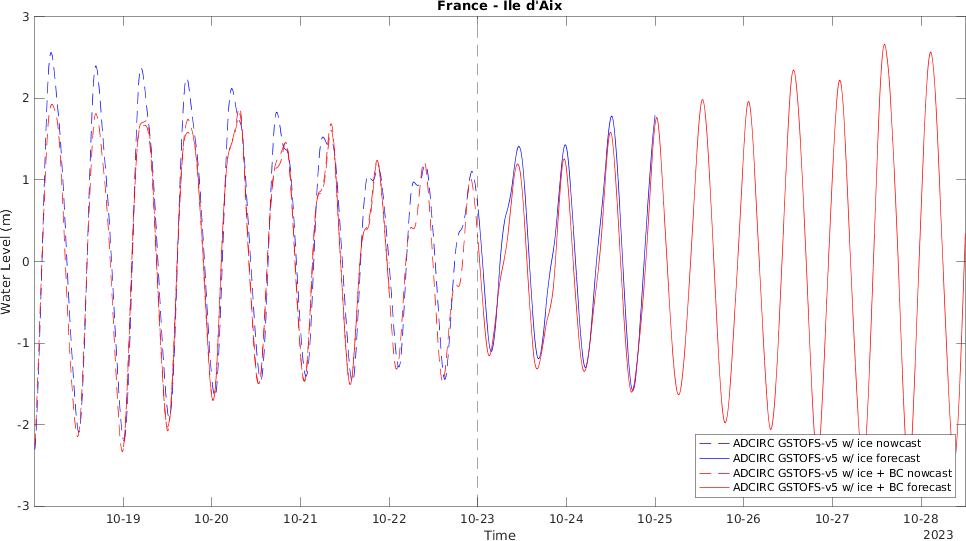 France - Ile d'Aix
3
2
1
0
-1
-2
-3
Water Level (m)
ADCIRC GSTOFS-v5 w/ ice nowcast
ADCIRC GSTOFS-v5 w/ ice forecast
ADCIRC GSTOFS-v5 w/ ice + BC nowcast
ADCIRC GSTOFS-v5 w/ ice + BC forecast
10-19 10-20 10-21 10-22 10-23 10-24 10-25 10-26 10-27 10-28
Time 2023